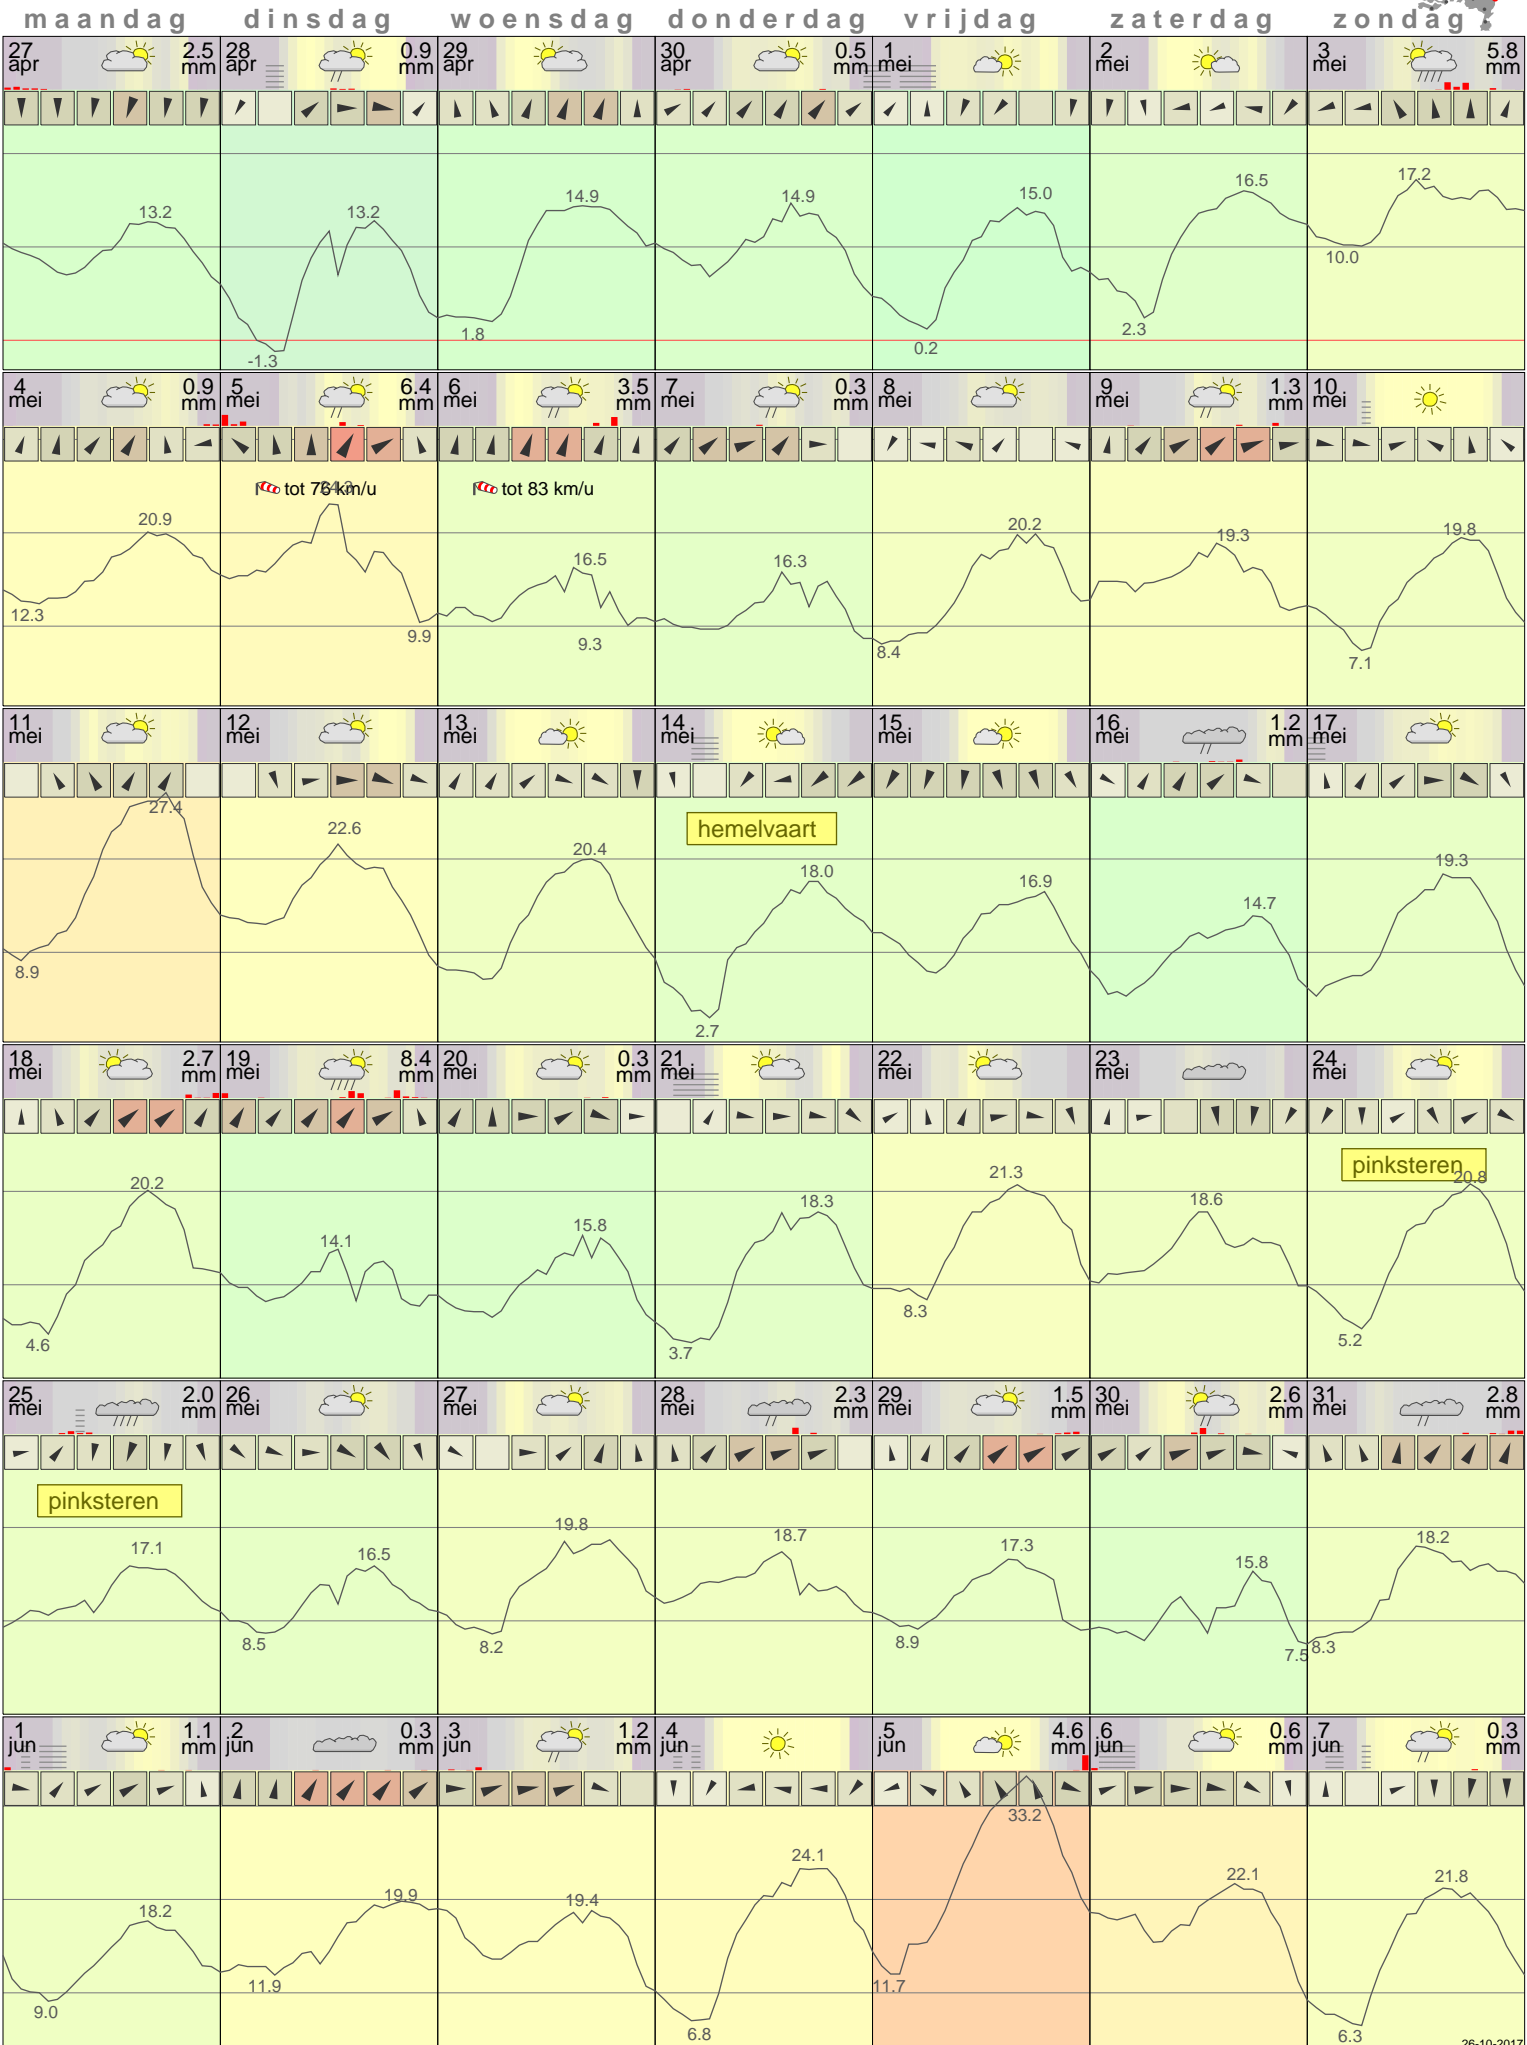 maandag dinsdag woensdag donderdag vrijdag zaterdag zondag
27 apr 2.5 mm 28 apr 0.9 mm 29 apr 30 apr 0.5 mm 1 mei 2 mei 3 mei 5.8 mm
13.2 -1.3 13.2 1.8 14.9 14.9 0.2 15.0 2.3 16.5 10.0 17.2
4 mei 0.9 mm 5 mei 6.4 mm 6 mei 3.5 mm 7 mei 0.3 mm 8 mei 9 mei 1.3 mm 10 mei
tot 76 km/u tot 83 km/u
12.3 20.9 24.3 9.9 16.5 9.3 16.3 8.4 20.2 19.3 7.1 19.8
11 mei 12 mei 13 mei 14 mei 15 mei 16 mei 1.2 mm 17 mei
hemelvaart
8.9 27.4 22.6 20.4 2.7 18.0 16.9 14.7 19.3
18 mei 2.7 mm 19 mei 8.4 mm 20 mei 0.3 mm 21 mei 22 mei 23 mei 24 mei
pinksteren
4.6 20.2 14.1 15.8 3.7 18.3 8.3 21.3 18.6 5.2 20.8
25 mei 2.0 mm 26 mei 27 mei 28 mei 2.3 mm 29 mei 1.5 mm 30 mei 2.6 mm 31 mei 2.8 mm
pinksteren
17.1 8.5 16.5 8.2 19.8 18.7 8.9 17.3 15.8 7.5 8.3 18.2
1 jun 1.1 mm 2 jun 0.3 mm 3 jun 1.2 mm 4 jun 5 jun 4.6 mm 6 jun 0.6 mm 7 jun 0.3 mm
9.0 18.2 11.9 19.9 19.4 6.8 24.1 11.7 33.2 22.1 6.3 21.8
26-10-2017